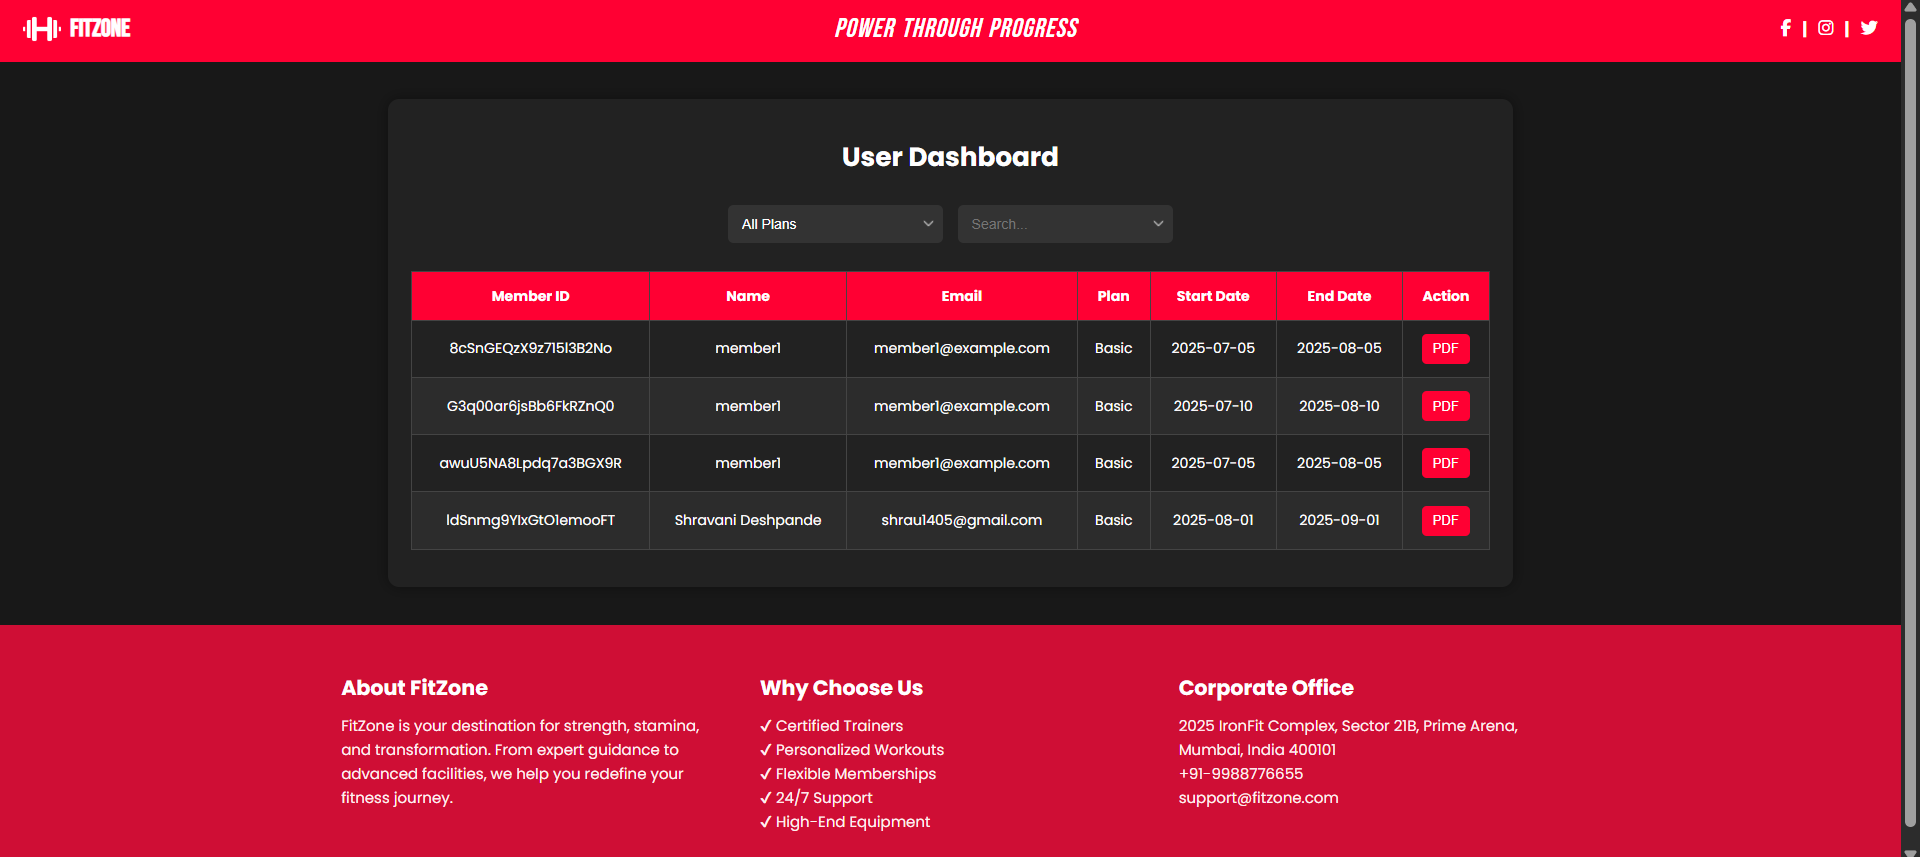 FITZONE
POWER THROUGH PROGRESS
| |
User Dashboard
All Plans Search...
Member ID Name Email Plan Start Date End Date Action
8cSnGEQzX9z715l3B2No member1 member1@example.com Basic 2025-07-05 2025-08-05 PDF
G3q00ar6jsBb6FkRZnQ0 member1 member1@example.com Basic 2025-07-10 2025-08-10 PDF
awuU5NA8Lpdq7a3BGX9R member1 member1@example.com Basic 2025-07-05 2025-08-05 PDF
ldSnmg9YIxGtO1emooFT Shravani Deshpande shrau1405@gmail.com Basic 2025-08-01 2025-09-01 PDF
About FitZone
FitZone is your destination for strength, stamina,
and transformation. From expert guidance to
advanced facilities, we help you redefine your
fitness journey.
Why Choose Us
✓ Certified Trainers
✓ Personalized Workouts
✓ Flexible Memberships
✓ 24/7 Support
✓ High-End Equipment
Corporate Office
2025 IronFit Complex, Sector 21B, Prime Arena,
Mumbai, India 400101
+91-9988776655
support@fitzone.com